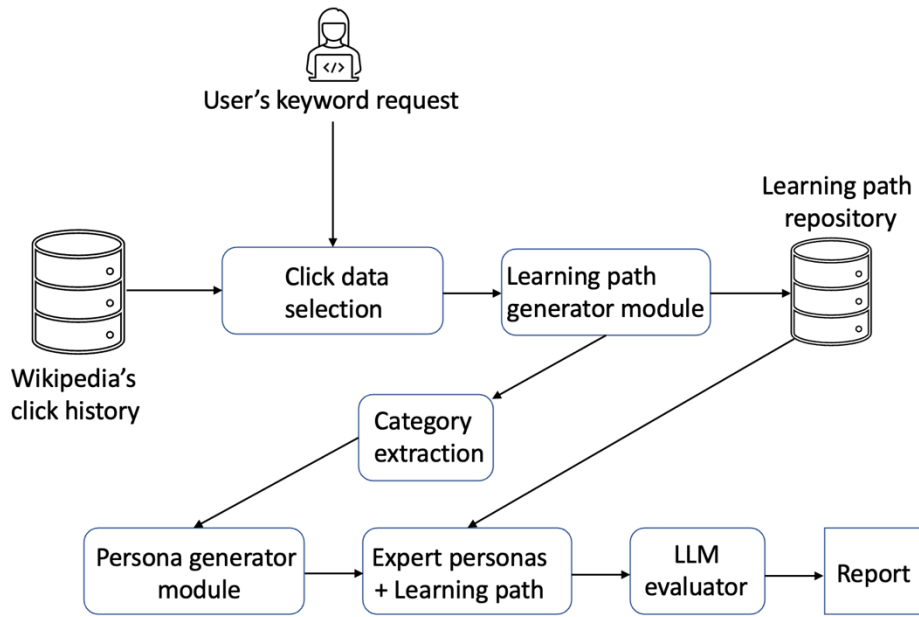 </>
User's keyword request
Learning path
repository
Click data
selection
Learning path
generator module
Wikipedia's
click history
Category
extraction
Persona generator
module
Expert personas
+ Learning path
LLM
evaluator
Report